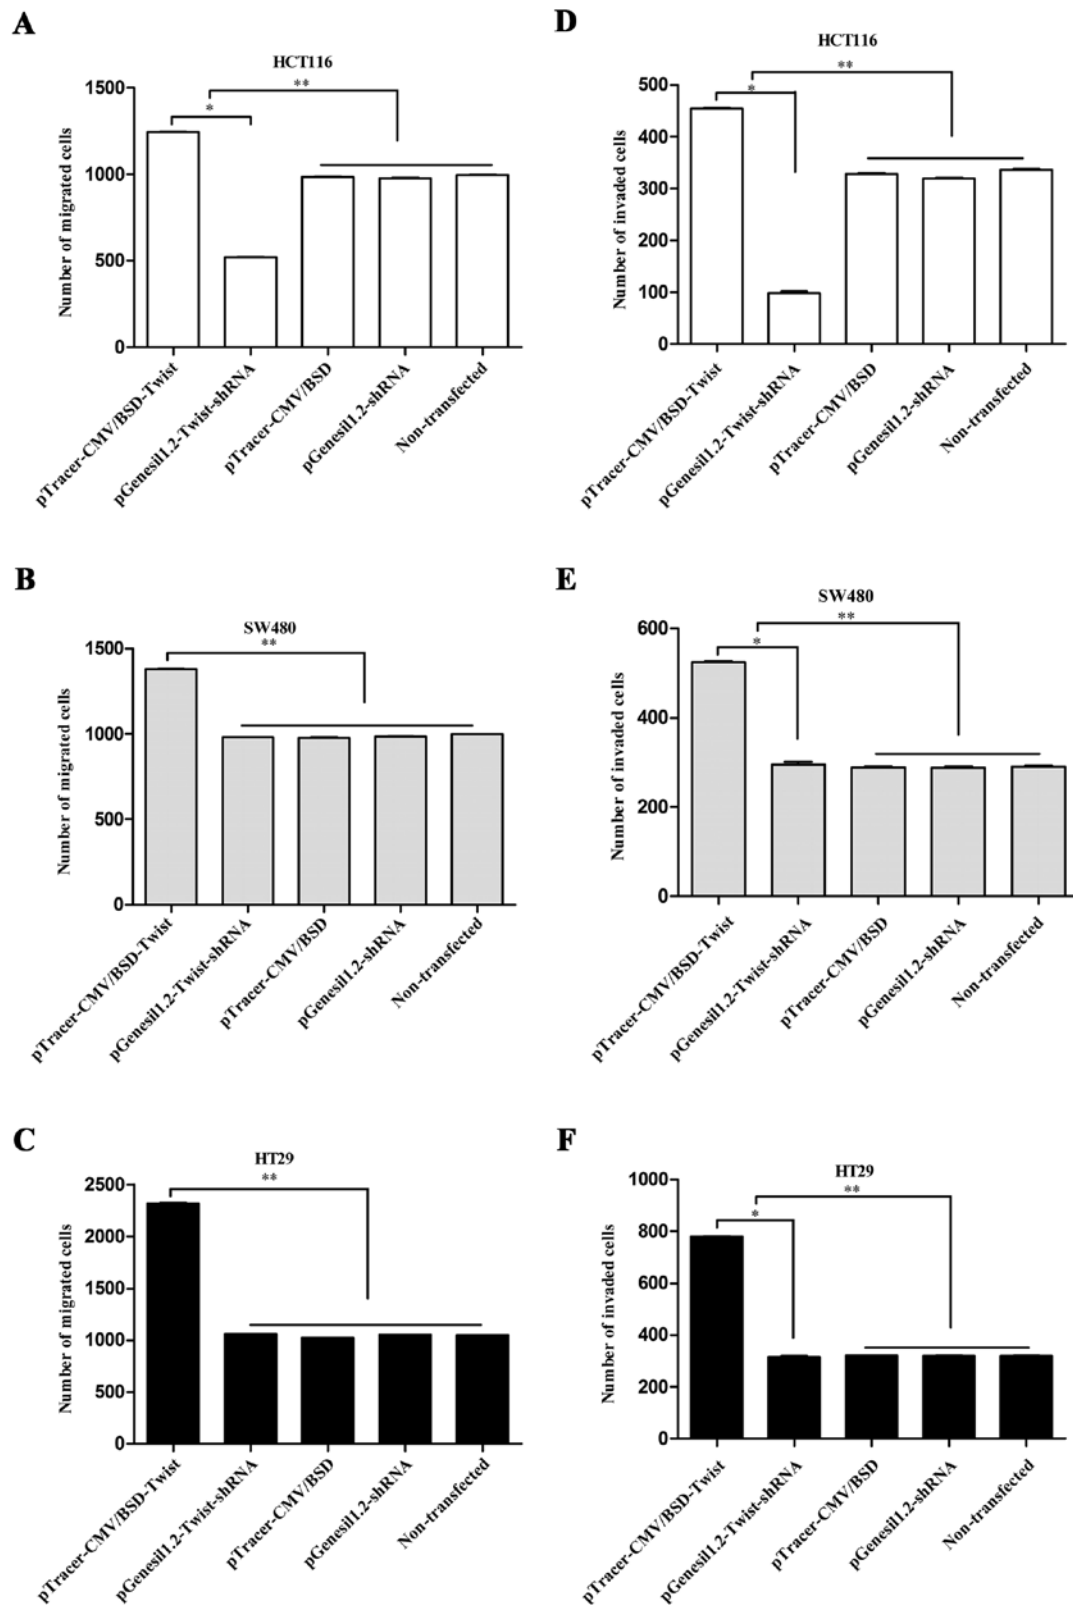 A
HCT116
**
*
Number of migrated cells
1500
1000
500
0
pTracer-CMV/BSD-Twist
pGenesil1.2-Twist-shRNA
pTracer-CMV/BSD
pGenesil1.2-shRNA
Non-transfected
D
HCT116
**
*
Number of invaded cells
500
400
300
200
100
0
pTracer-CMV/BSD-Twist
pGenesil1.2-Twist-shRNA
pTracer-CMV/BSD
pGenesil1.2-shRNA
Non-transfected
B
SW480
**
Number of migrated cells
1500
1000
500
0
pTracer-CMV/BSD-Twist
pGenesil1.2-Twist-shRNA
pTracer-CMV/BSD
pGenesil1.2-shRNA
Non-transfected
E
SW480
**
*
Number of invaded cells
600
400
200
0
pTracer-CMV/BSD-Twist
pGenesil1.2-Twist-shRNA
pTracer-CMV/BSD
pGenesil1.2-shRNA
Non-transfected
C
HT29
**
Number of migrated cells
2500
2000
1500
1000
500
0
pTracer-CMV/BSD-Twist
pGenesil1.2-Twist-shRNA
pTracer-CMV/BSD
pGenesil1.2-shRNA
Non-transfected
F
HT29
**
*
Number of invaded cells
1000
800
600
400
200
0
pTracer-CMV/BSD-Twist
pGenesil1.2-Twist-shRNA
pTracer-CMV/BSD
pGenesil1.2-shRNA
Non-transfected